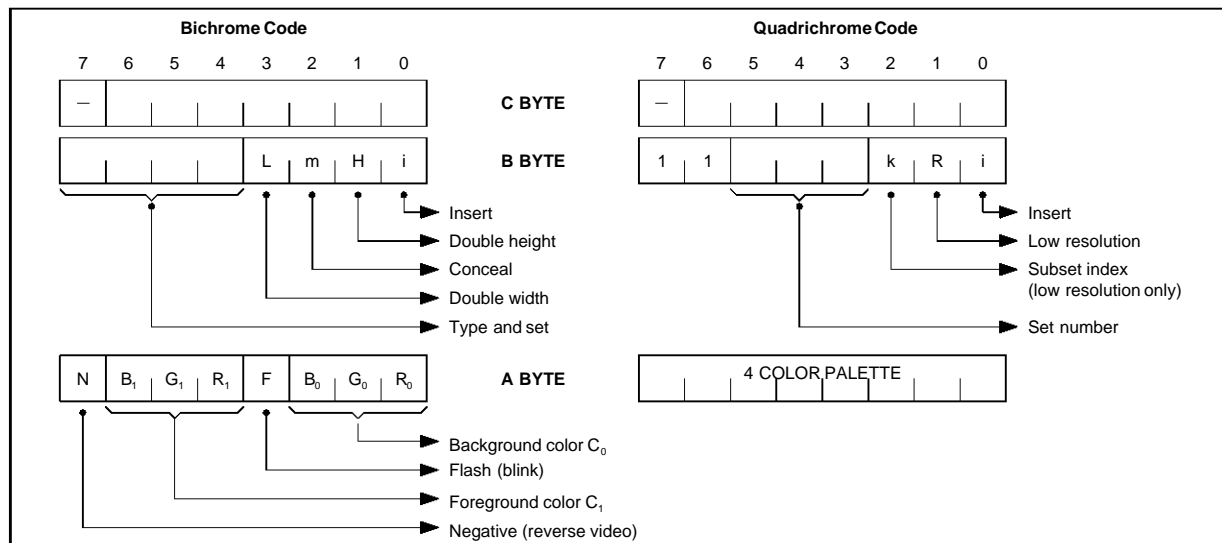 Bichrome Code Quadrichrome Code
7 6 5 4 3 2 1 0 7 6 5 4 3 2 1 0
– C BYTE –
L m H i B BYTE 1 1 k R i
Insert Insert
Double height Low resolution
Conceal Subset index
(low resolution only)
Double width
Type and set Set number
N B₁ G₁ R₁ F B₀ G₀ R₀ A BYTE 4 COLOR PALETTE
Background color C₀
Flash (blink)
Foreground color C₁
Negative (reverse video)